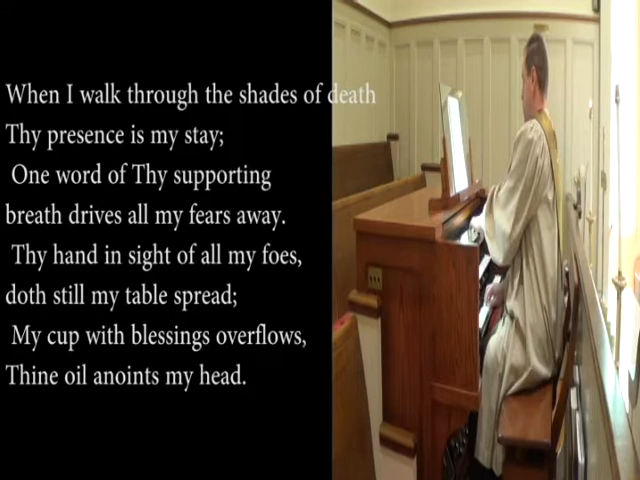 When I walk through the shades of death
Thy presence is my stay;
One word of Thy supporting
breath drives all my fears away.
Thy hand in sight of all my foes,
doth still my table spread;
My cup with blessings overflows,
Thine oil anoints my head.